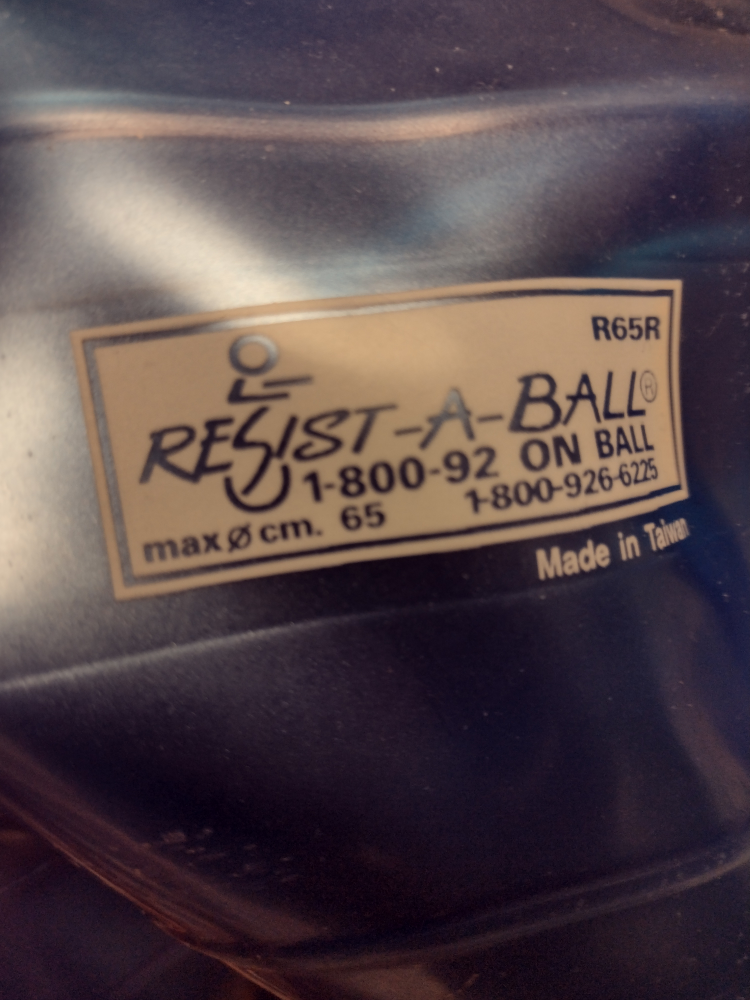 R65R
RESIST-A-BALL®
1-800-92 ON BALL
max ø cm. 65 1-800-926-6225
Made in Taiwan